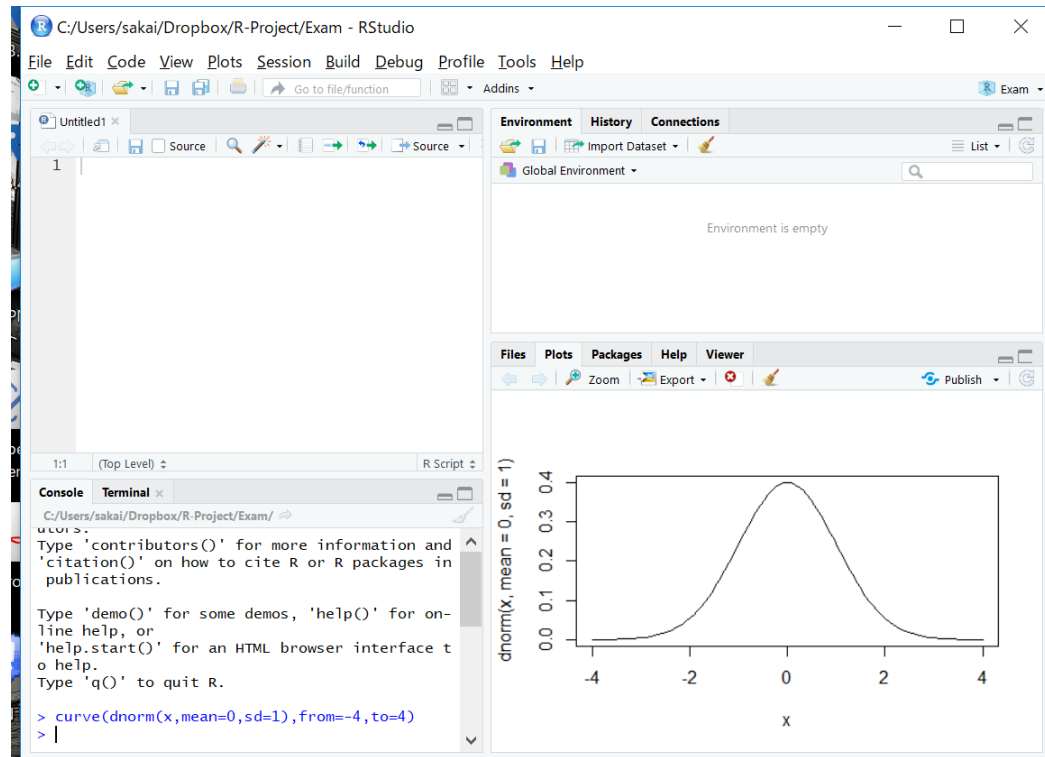 C:/Users/sakai/Dropbox/R-Project/Exam - RStudio
File Edit Code View Plots Session Build Debug Profile Tools Help
Go to file/function Addins Exam
Untitled1
Source Source
1
1:1 (Top Level) R Script
Console Terminal
C:/Users/sakai/Dropbox/R-Project/Exam/
utors.
Type 'contributors()' for more information and
'citation()' on how to cite R or R packages in
publications.
Type 'demo()' for some demos, 'help()' for on-
line help, or
'help.start()' for an HTML browser interface t
o help.
Type 'q()' to quit R.
> curve(dnorm(x,mean=0,sd=1),from=-4,to=4)
>
Environment History Connections
Import Dataset List
Global Environment
Environment is empty
Files Plots Packages Help Viewer
Zoom Export Publish
dnorm(x, mean = 0, sd = 1)
0.4
0.3
0.2
0.1
0.0
-4 -2 0 2 4
x